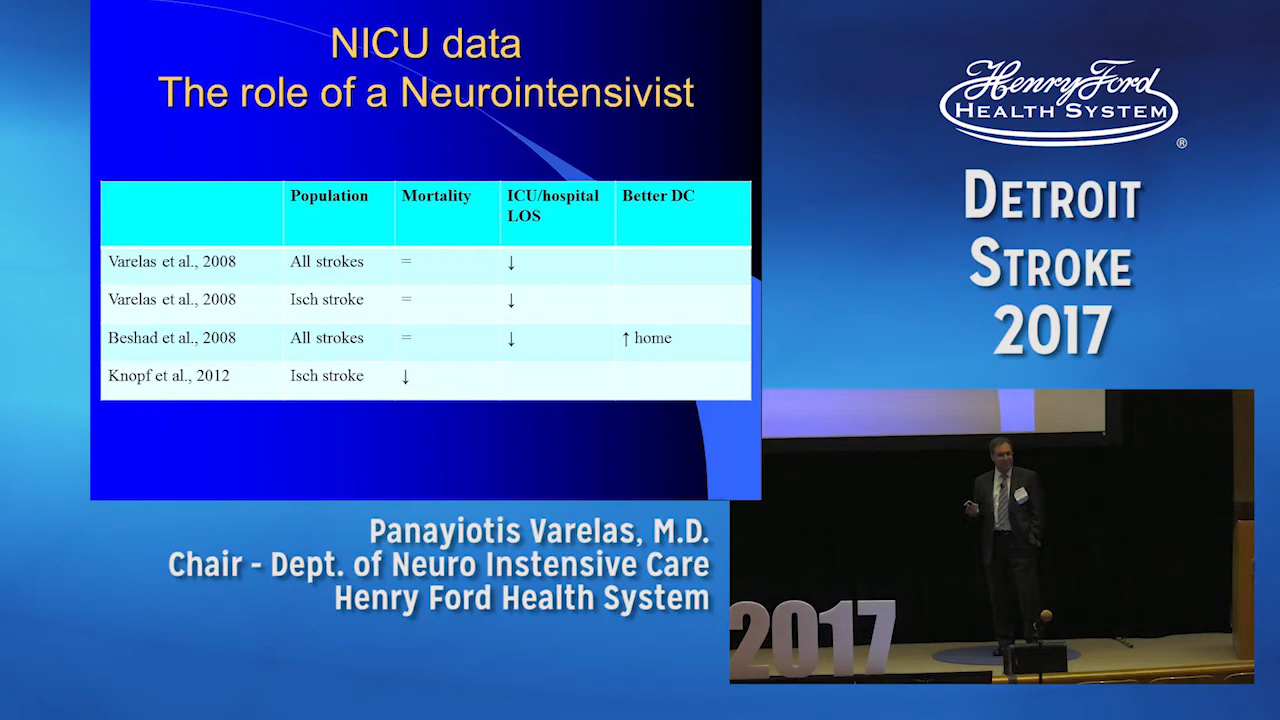 NICU data
The role of a Neurointensivist
Population Mortality ICU/hospital LOS Better DC
Varelas et al., 2008 All strokes = ↓
Varelas et al., 2008 Isch stroke = ↓
Beshad et al., 2008 All strokes = ↓ ↑ home
Knopf et al., 2012 Isch stroke ↓
Henry Ford
HEALTH SYSTEM
®
DETROIT
STROKE
2017
Panayiotis Varelas, M.D.
Chair - Dept. of Neuro Instensive Care
Henry Ford Health System
2017